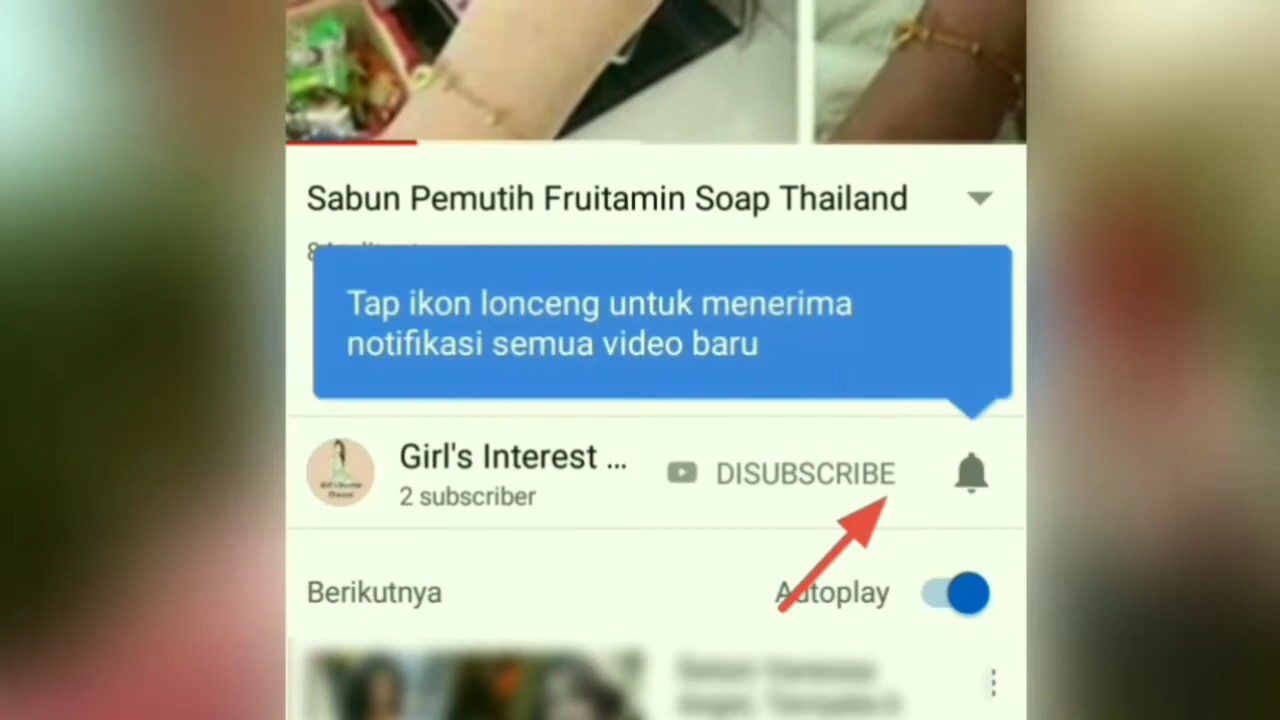 Sabun Pemutih Fruitamin Soap Thailand
Tap ikon lonceng untuk menerima
notifikasi semua video baru
Girl's Interest ...
DISUBSCRIBE
2 subscriber
Berikutnya
Autoplay